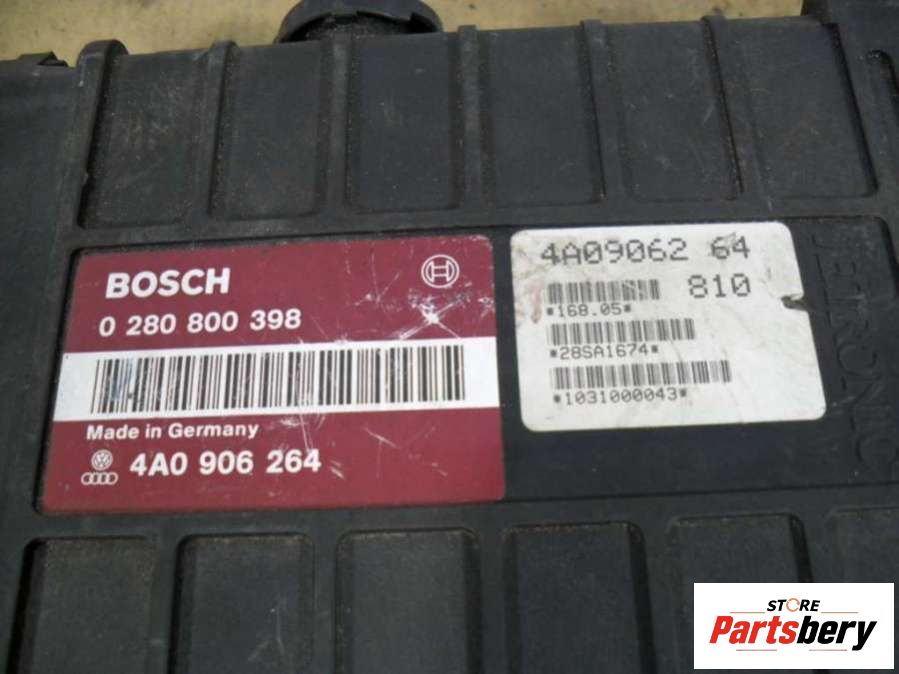 BOSCH
0 280 800 398
Made in Germany
4A0 906 264
4A09062 64
810
*168.05*
*28SA1674*
*1031000043*
JETRONIC
STORE
Partsbery